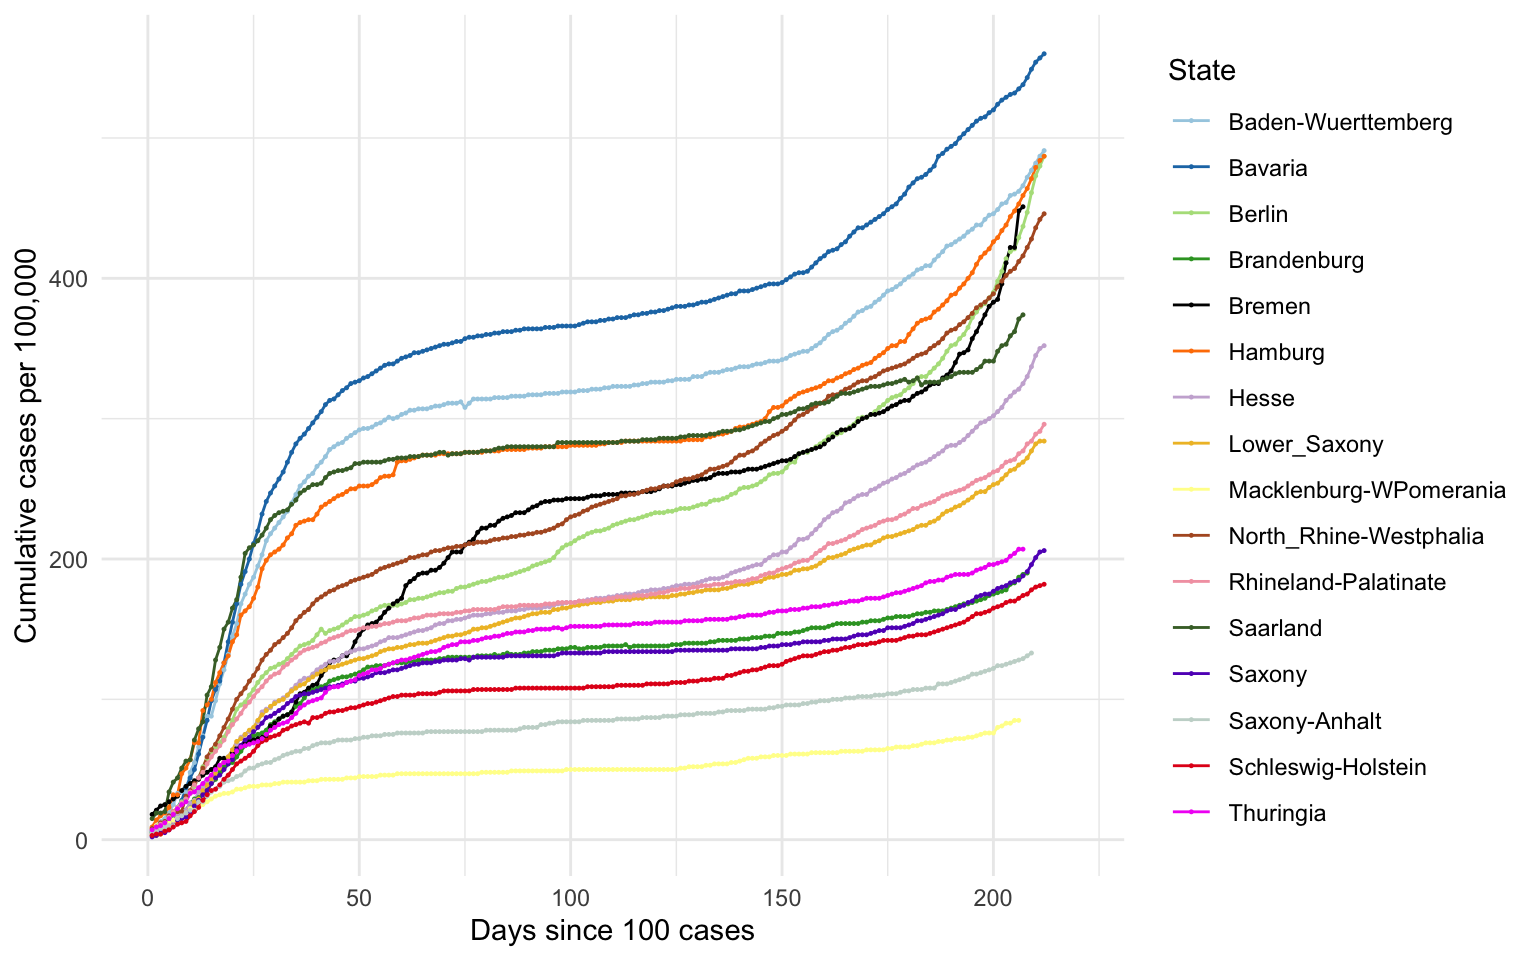 Cumulative cases per 100,000
400
200
0
0 50 100 150 200
Days since 100 cases
State
Baden-Wuerttemberg
Bavaria
Berlin
Brandenburg
Bremen
Hamburg
Hesse
Lower_Saxony
Macklenburg-WPomerania
North_Rhine-Westphalia
Rhineland-Palatinate
Saarland
Saxony
Saxony-Anhalt
Schleswig-Holstein
Thuringia